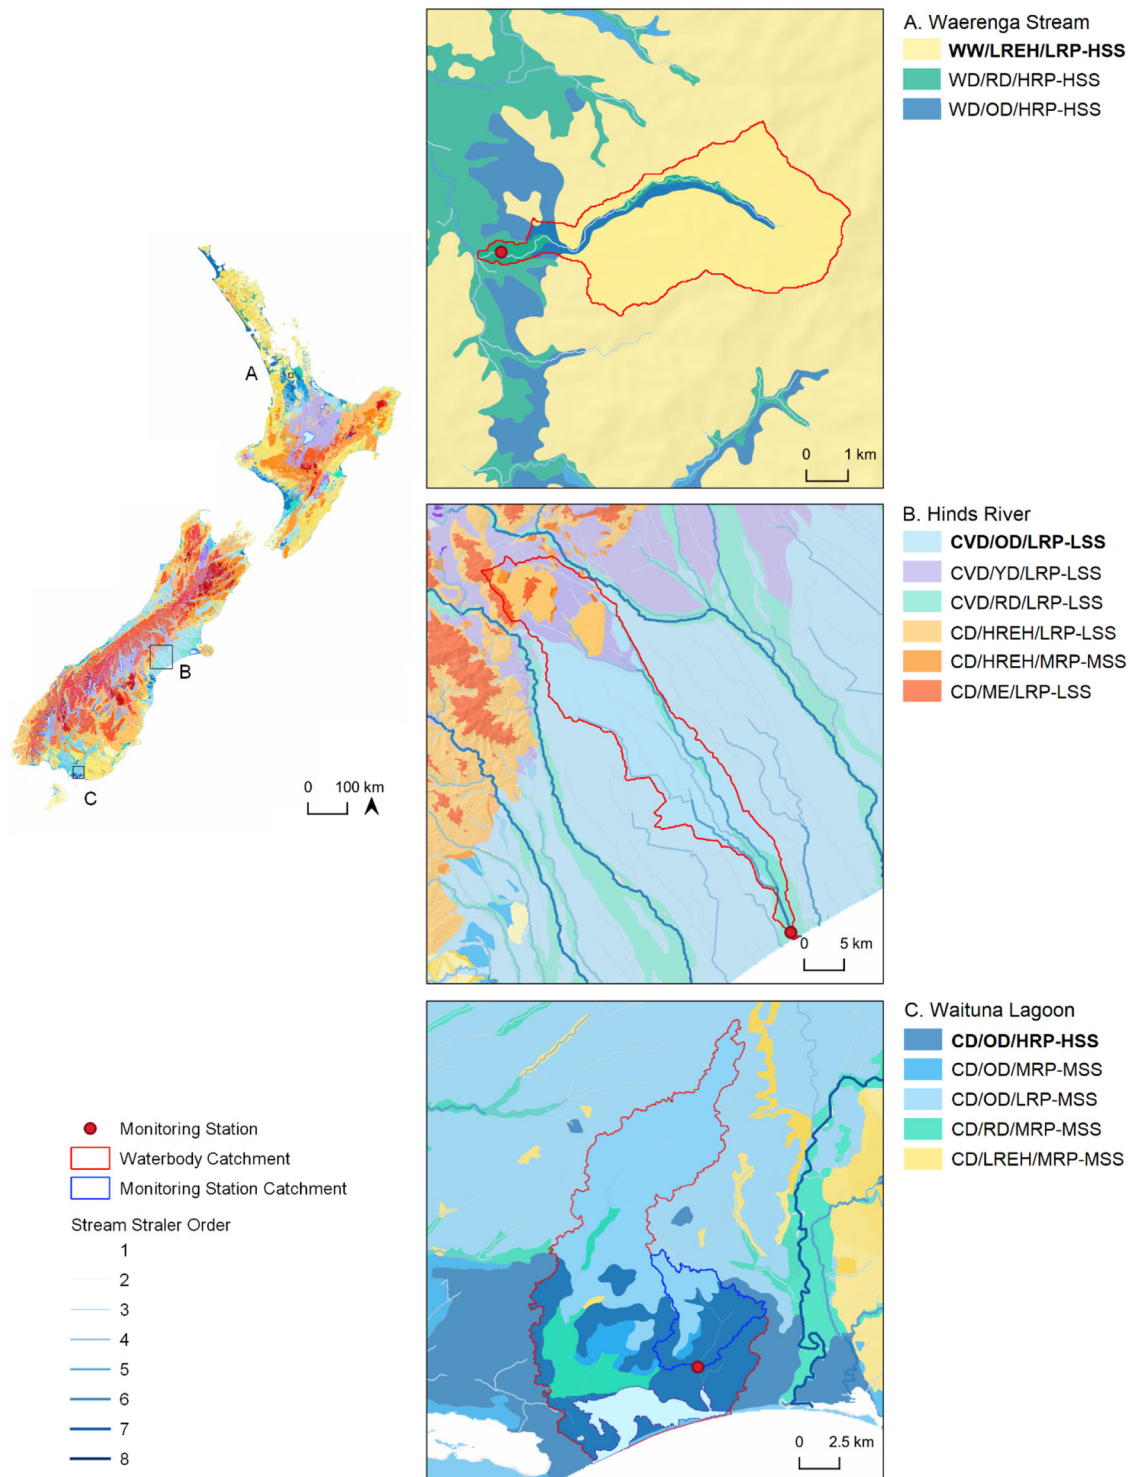 A. Waerenga Stream
WW/LREH/LRP-HSS
WD/RD/HRP-HSS
WD/OD/HRP-HSS
0 1 km
A
B
C
0 100 km
B. Hinds River
CVD/OD/LRP-LSS
CVD/YD/LRP-LSS
CVD/RD/LRP-LSS
CD/HREH/LRP-LSS
CD/HREH/MRP-MSS
CD/ME/LRP-LSS
0 5 km
C. Waituna Lagoon
CD/OD/HRP-HSS
CD/OD/MRP-MSS
CD/OD/LRP-MSS
CD/RD/MRP-MSS
CD/LREH/MRP-MSS
0 2.5 km
Monitoring Station
Waterbody Catchment
Monitoring Station Catchment
Stream Straler Order
1
2
3
4
5
6
7
8